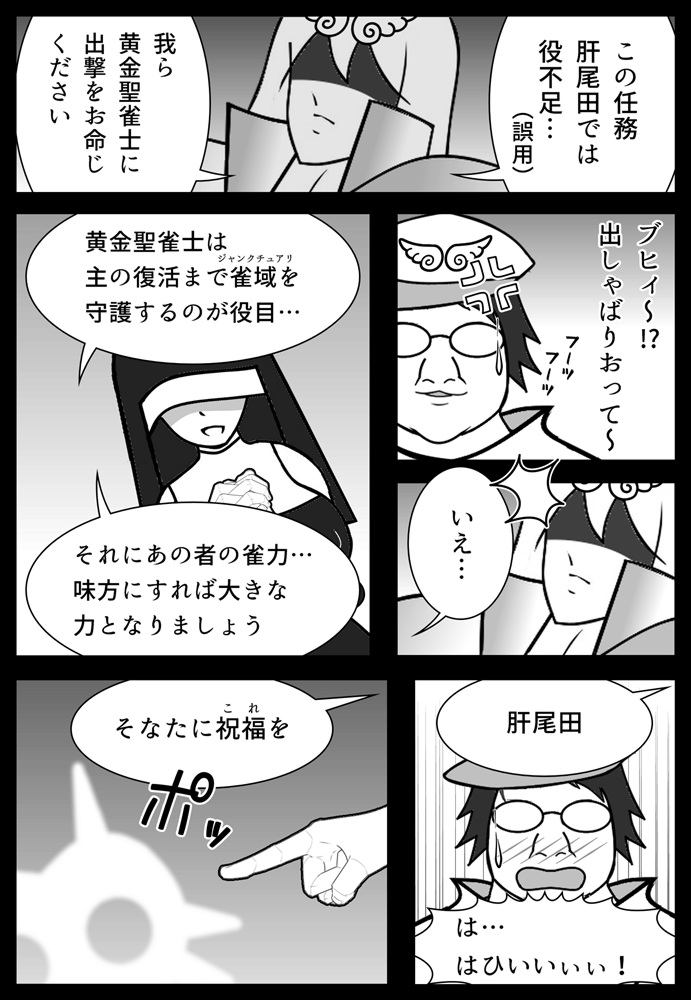 この任務
肝尾田では
役不足…
(誤用)
我ら
黄金聖雀士に
出撃をお命じ
ください
ブヒィ～!?
出しゃばりおって～
フーッ
フーッ
黄金聖雀士は
ジャンクチュアリ
主の復活まで雀域を
守護するのが役目…
いえ…
それにあの者の雀力…
味方にすれば大きな
力となりましょう
肝尾田
は…
はひぃいぃぃ！
これ
そなたに祝福を
ポゥッ